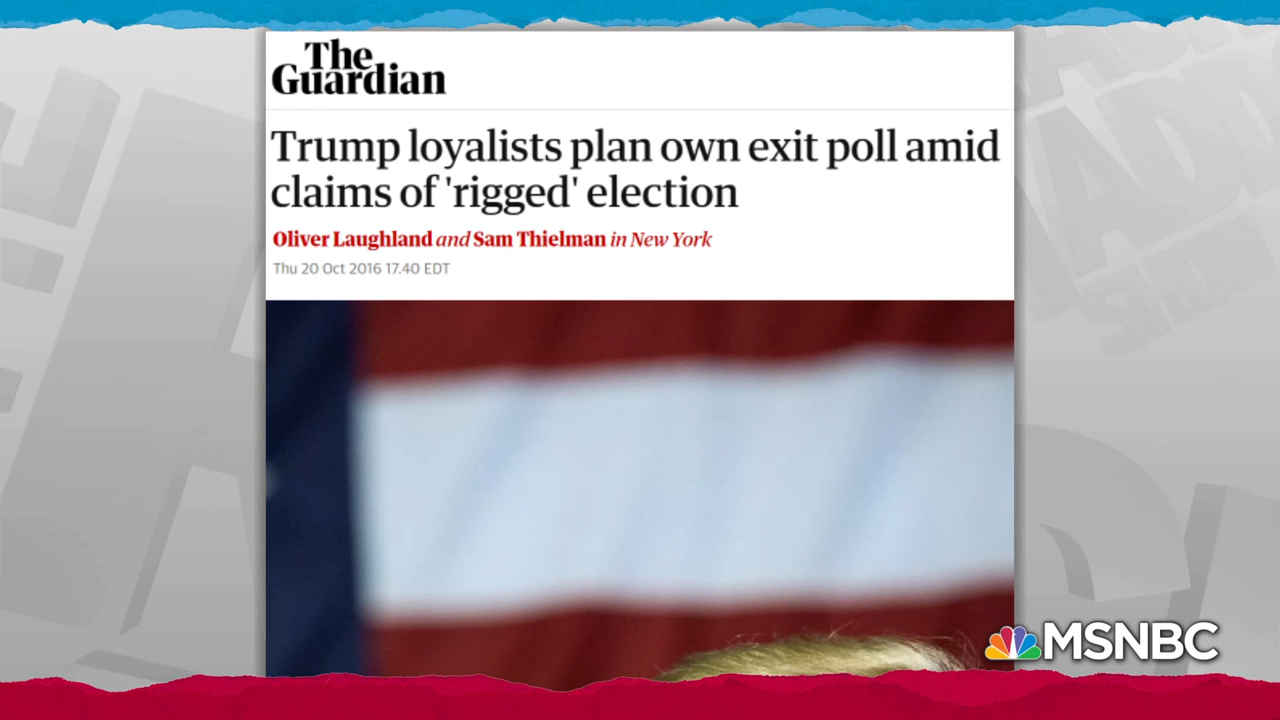 The
Guardian
Trump loyalists plan own exit poll amid
claims of 'rigged' election
Oliver Laughland and Sam Thielman in New York
Thu 20 Oct 2016 17.40 EDT
MSNBC